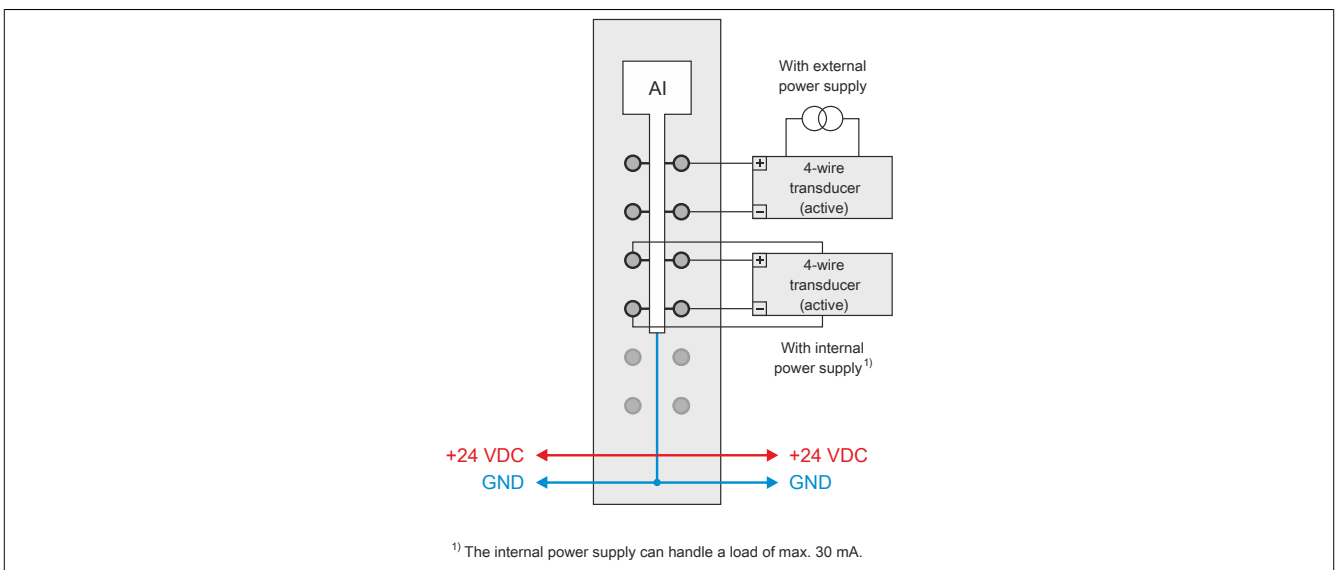 AI
With external
power supply
+
4-wire
transducer
(active)
−
+
4-wire
transducer
(active)
−
With internal
power supply 1)
+24 VDC
+24 VDC
GND
GND
1) The internal power supply can handle a load of max. 30 mA.